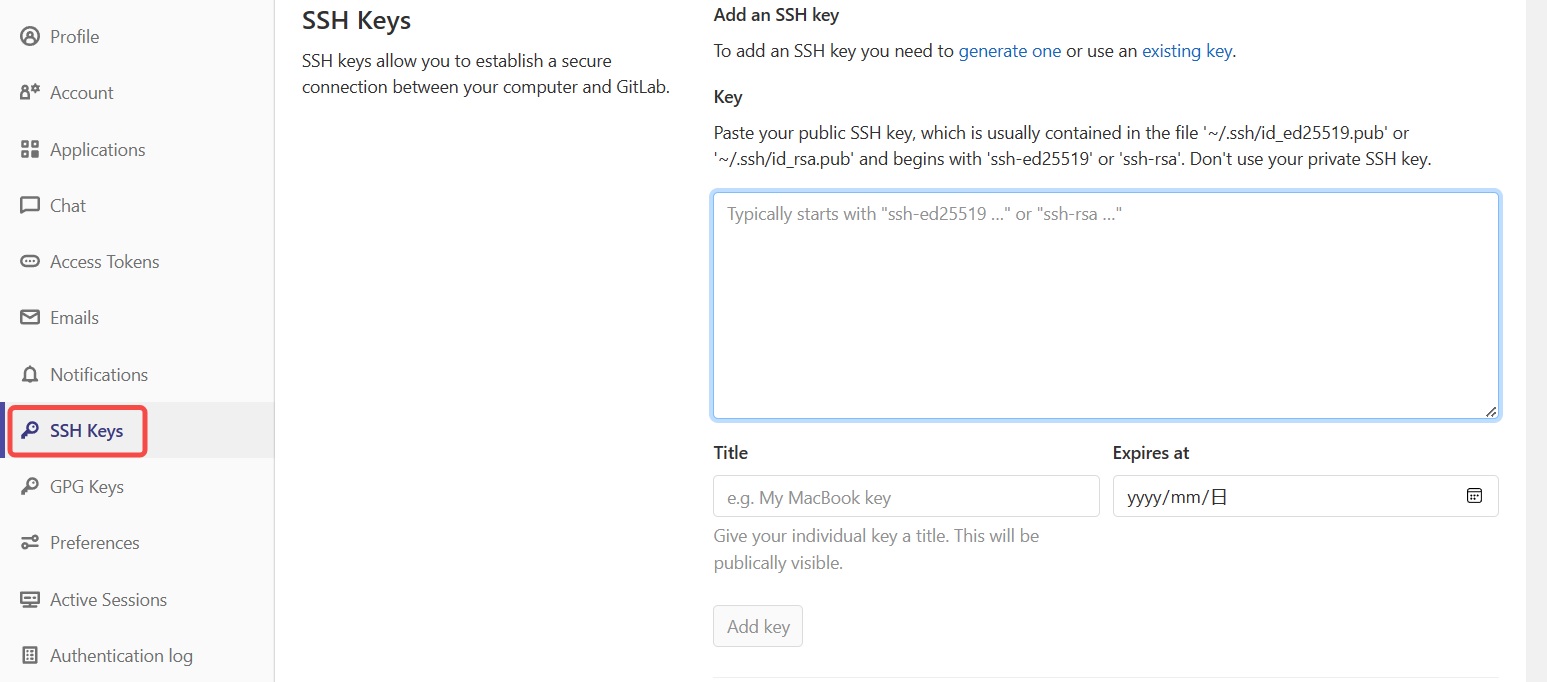 Profile
Account
Applications
Chat
Access Tokens
Emails
Notifications
SSH Keys
GPG Keys
Preferences
Active Sessions
Authentication log
SSH Keys
SSH keys allow you to establish a secure
connection between your computer and GitLab.
Add an SSH key
To add an SSH key you need to generate one or use an existing key.
Key
Paste your public SSH key, which is usually contained in the file '~/.ssh/id_ed25519.pub' or
'~/.ssh/id_rsa.pub' and begins with 'ssh-ed25519' or 'ssh-rsa'. Don't use your private SSH key.
Typically starts with "ssh-ed25519 ..." or "ssh-rsa ..."
Title
e.g. My MacBook key
Give your individual key a title. This will be
publically visible.
Expires at
yyyy/mm/日
Add key